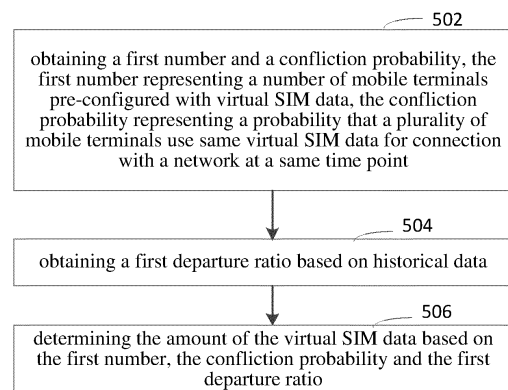 502
obtaining a first number and a confliction probability, the
first number representing a number of mobile terminals
pre-configured with virtual SIM data, the confliction
probability representing a probability that a plurality of
mobile terminals use same virtual SIM data for connection
with a network at a same time point
504
obtaining a first departure ratio based on historical data
506
determining the amount of the virtual SIM data based on
the first number, the confliction probability and the first
departure ratio